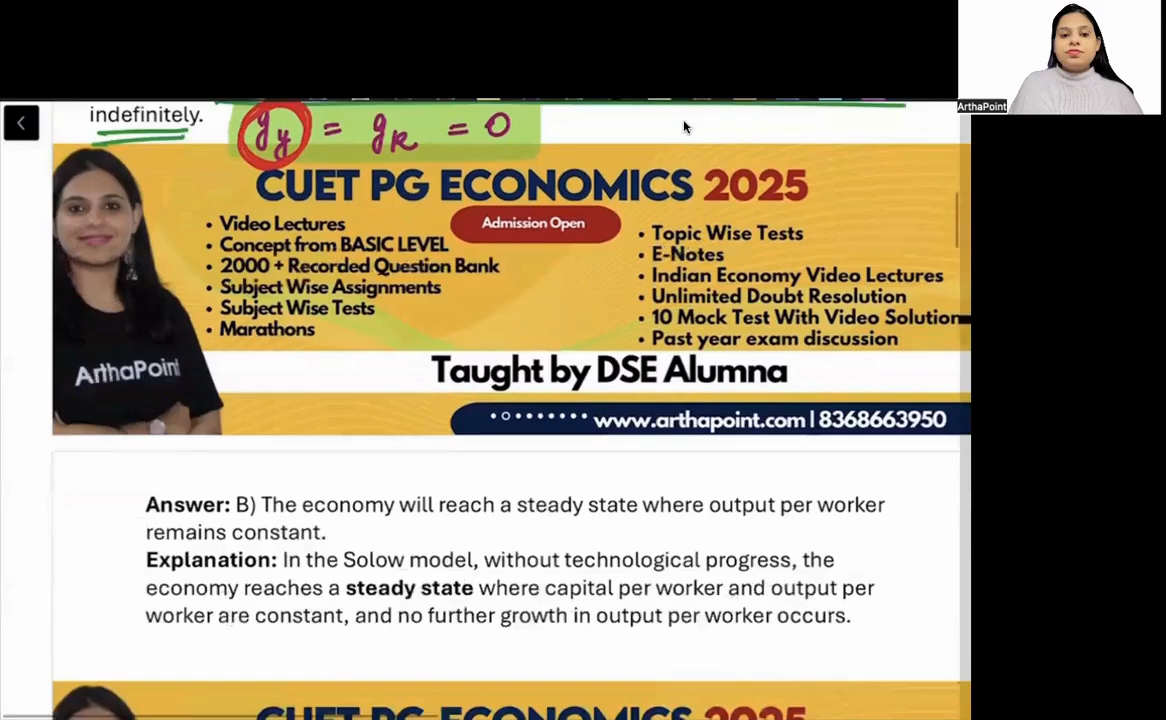 ArthaPoint
indefinitely.
g_y = g_k = 0
CUET PG ECONOMICS 2025
Admission Open
• Video Lectures
• Concept from BASIC LEVEL
• 2000 + Recorded Question Bank
• Subject Wise Assignments
• Subject Wise Tests
• Marathons
• Topic Wise Tests
• E-Notes
• Indian Economy Video Lectures
• Unlimited Doubt Resolution
• 10 Mock Test With Video Solution
• Past year exam discussion
ArthaPoint
Taught by DSE Alumna
www.arthapoint.com | 8368663950
Answer: B) The economy will reach a steady state where output per worker
remains constant.
Explanation: In the Solow model, without technological progress, the
economy reaches a steady state where capital per worker and output per
worker are constant, and no further growth in output per worker occurs.
CUET PG ECONOMICS 2025